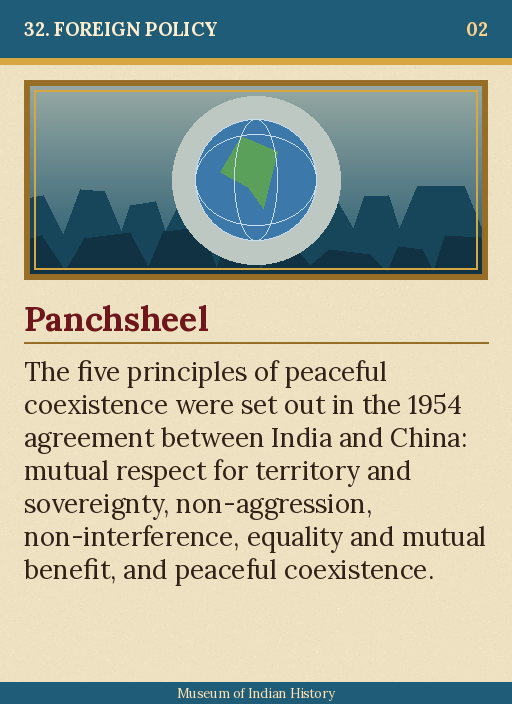 32. FOREIGN POLICY 02
Panchsheel
The five principles of peaceful
coexistence were set out in the 1954
agreement between India and China:
mutual respect for territory and
sovereignty, non-aggression,
non-interference, equality and mutual
benefit, and peaceful coexistence.
Museum of Indian History